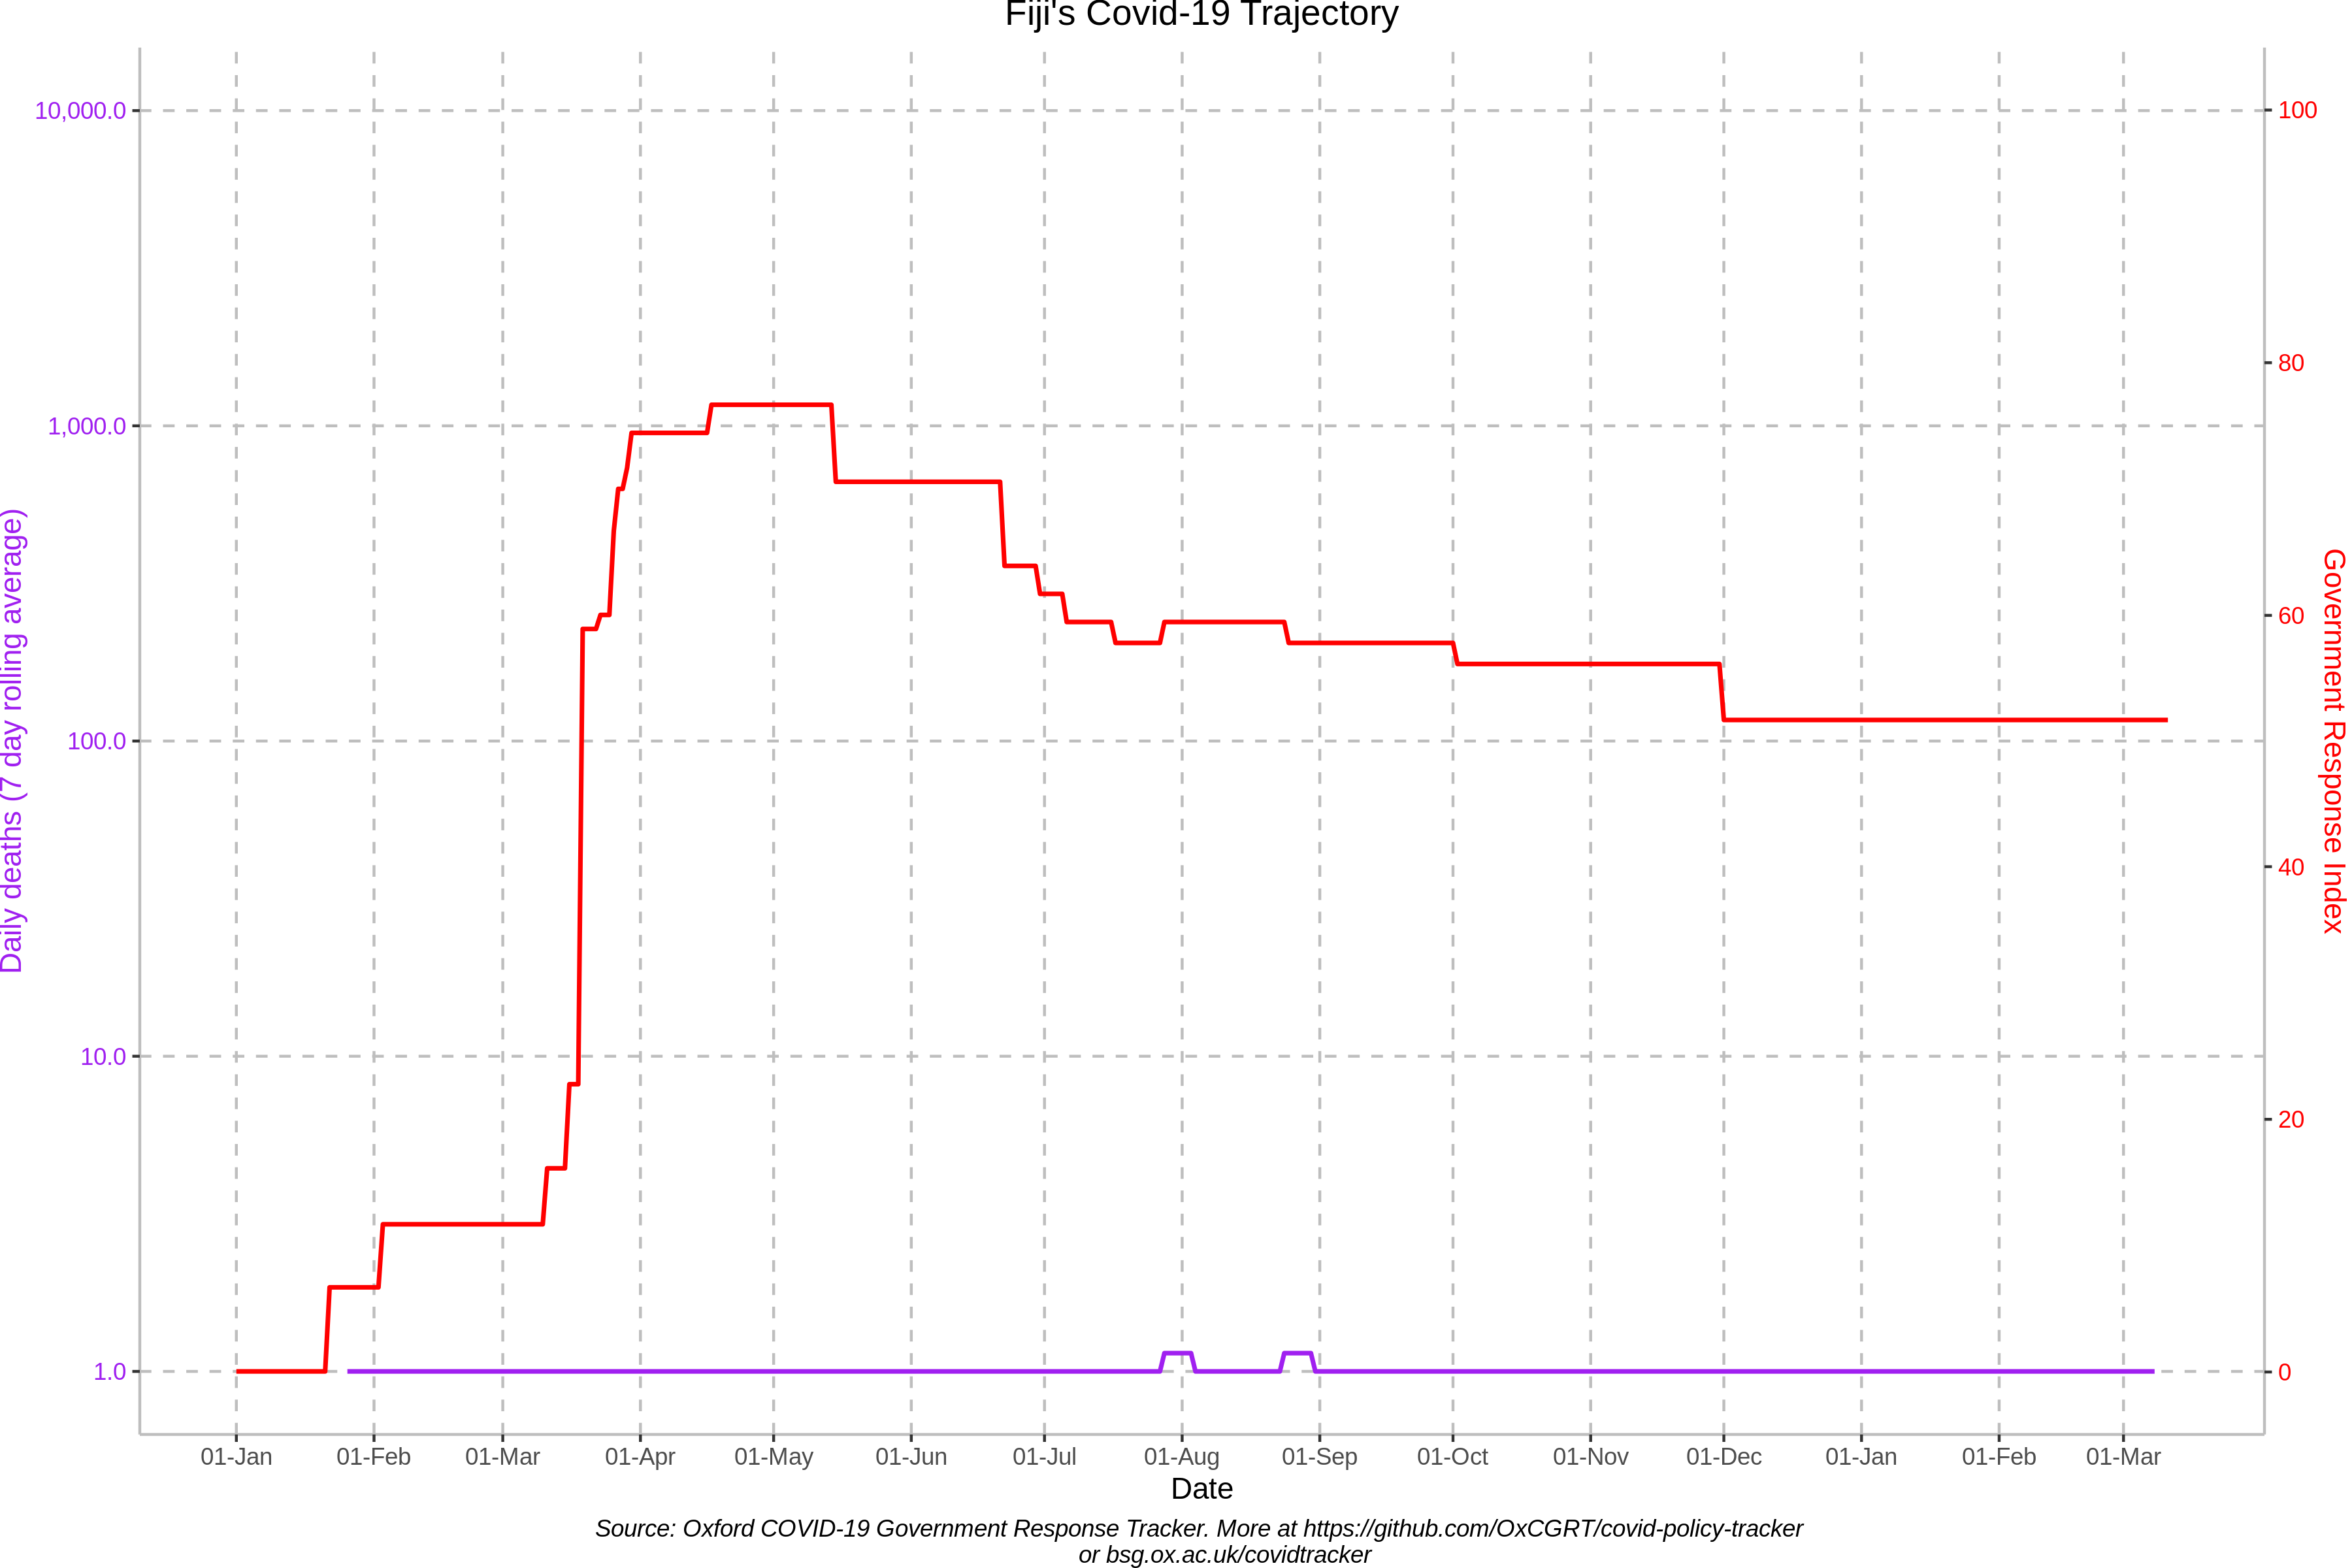 Fiji's Covid-19 Trajectory
10,000.0
1,000.0
100.0
10.0
1.0
Daily deaths (7 day rolling average)
100
80
60
40
20
0
Government Response Index
01-Jan 01-Feb 01-Mar 01-Apr 01-May 01-Jun 01-Jul 01-Aug 01-Sep 01-Oct 01-Nov 01-Dec 01-Jan 01-Feb 01-Mar
Date
Source: Oxford COVID-19 Government Response Tracker. More at https://github.com/OxCGRT/covid-policy-tracker
or bsg.ox.ac.uk/covidtracker